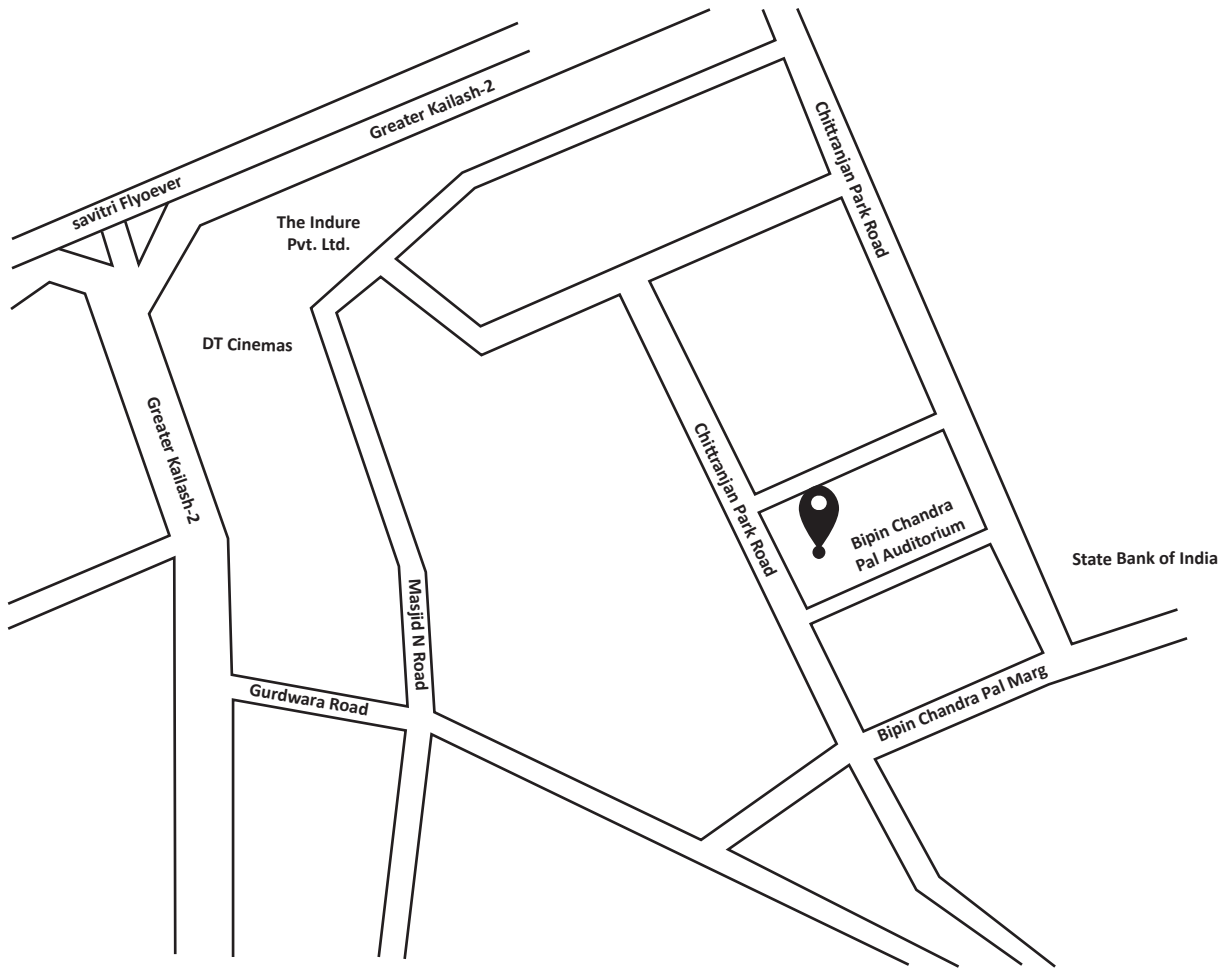 Greater Kailash-2
savitri Flyoever
Chittranjan Park Road
The Indure
Pvt. Ltd.
DT Cinemas
Greater Kailash-2
Chittranjan Park Road
Bipin Chandra
Pal Auditorium
State Bank of India
Masjid N Road
Gurdwara Road
Bipin Chandra Pal Marg